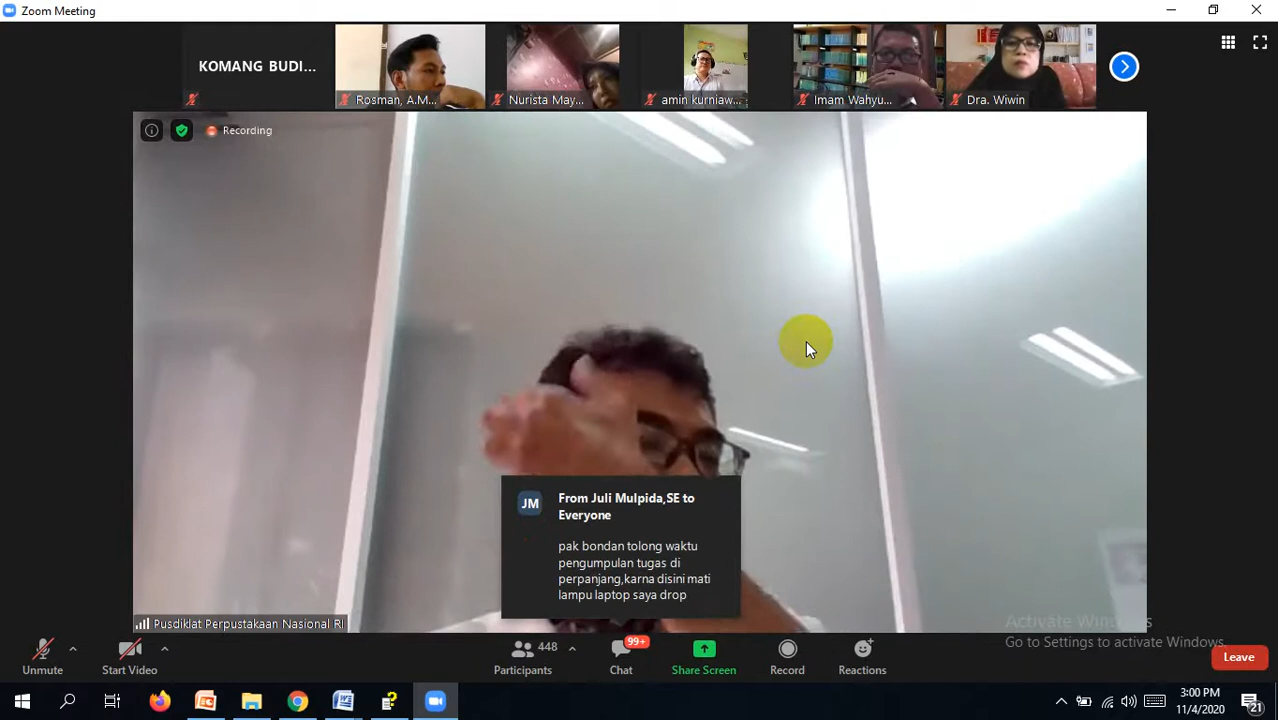 Zoom Meeting
KOMANG BUDI...
Rosman, A.M...
Nurista May...
amin kurniaw...
Imam Wahyu...
Dra. Wiwin
Recording
JM
From Juli Mulpida,SE to
Everyone
pak bondan tolong waktu
pengumpulan tugas di
perpanjang,karna disini mati
lampu laptop saya drop
Pusdiklat Perpustakaan Nasional RI
Activate Windows
Go to Settings to activate Windows.
448
99+
Unmute
Start Video
Participants
Chat
Share Screen
Record
Reactions
Leave
3:00 PM
11/4/2020
21